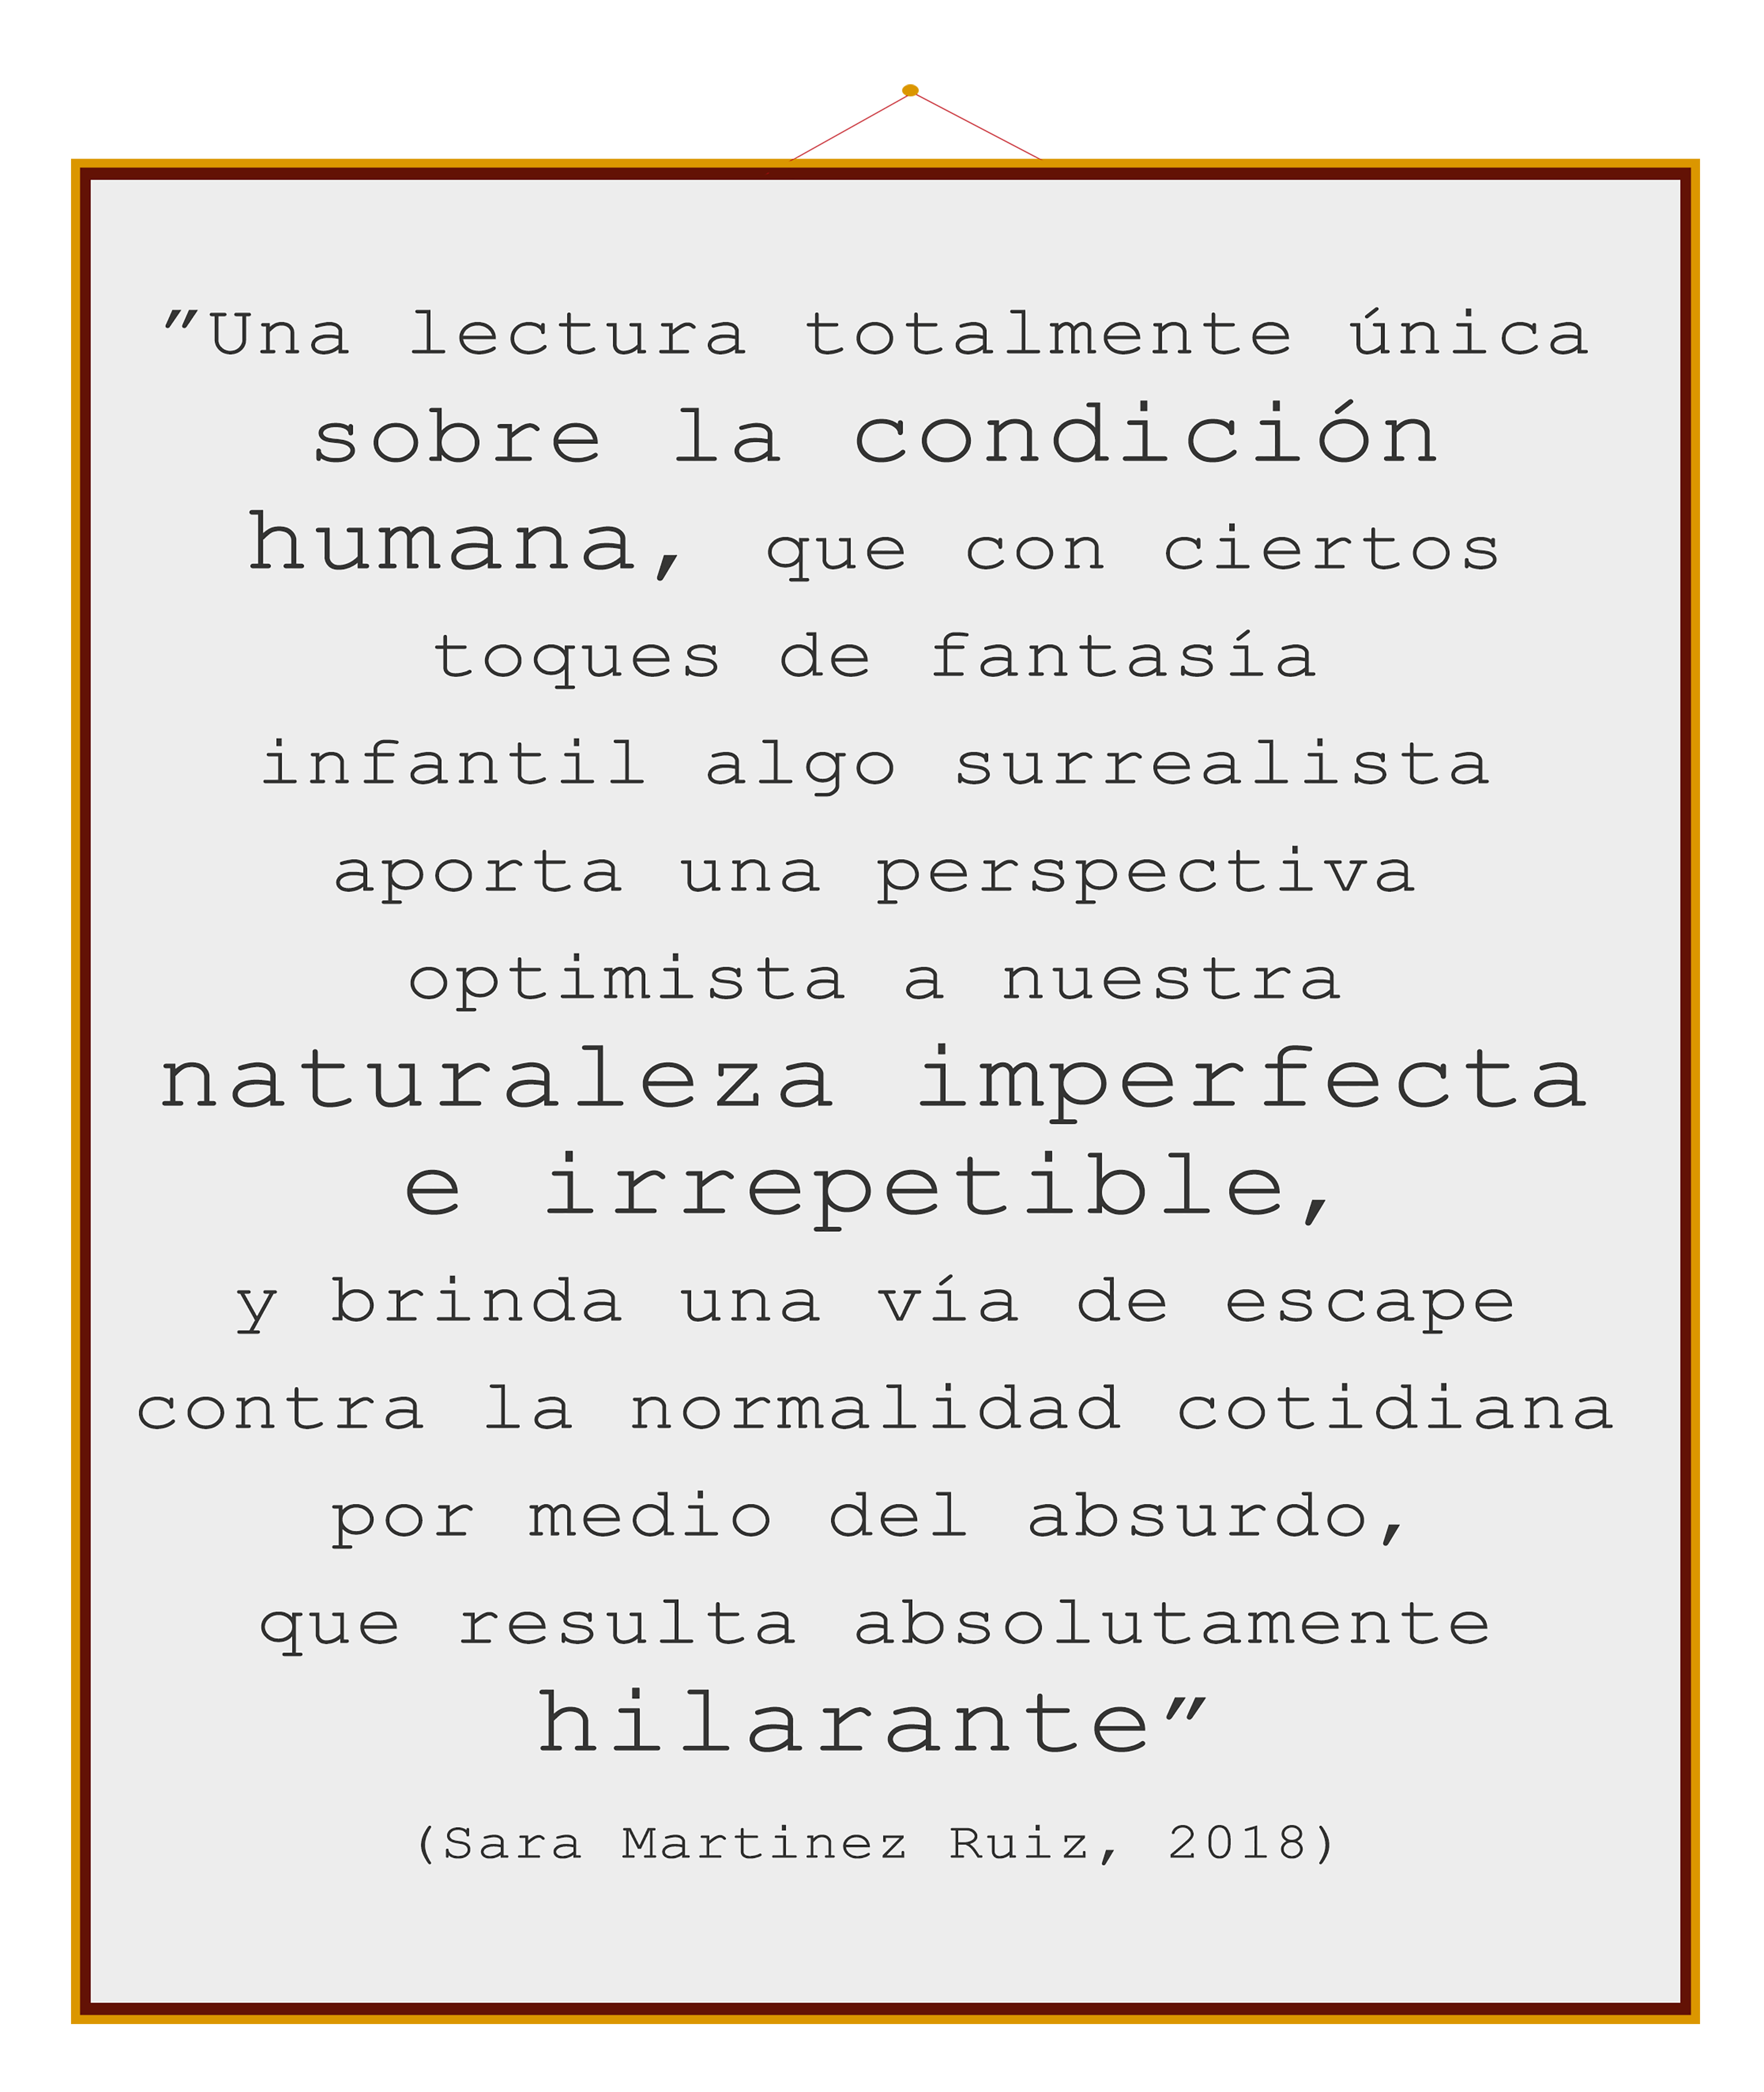 ”Una lectura totalmente única
sobre la condición
humana, que con ciertos
toques de fantasía
infantil algo surrealista
aporta una perspectiva
optimista a nuestra
naturaleza imperfecta
e irrepetible,
y brinda una vía de escape
contra la normalidad cotidiana
por medio del absurdo,
que resulta absolutamente
hilarante”
(Sara Martinez Ruiz, 2018)